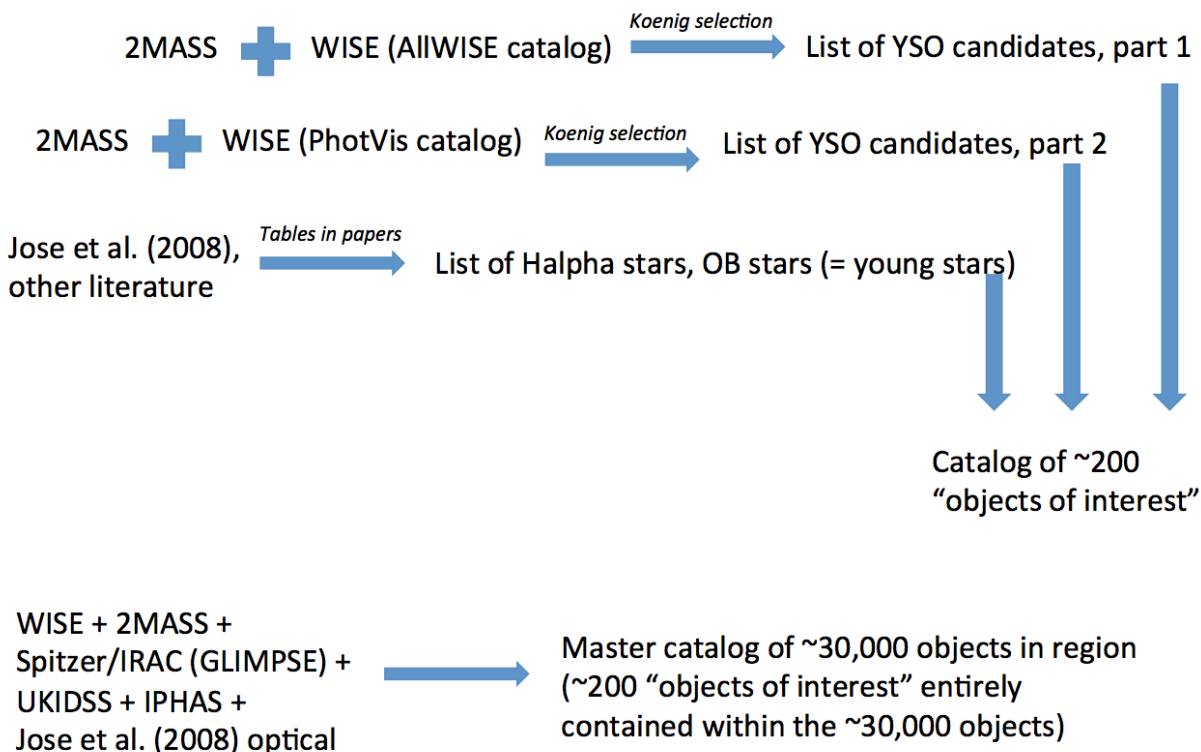 Koenig selection
2MASS + WISE (AllWISE catalog) List of YSO candidates, part 1
Koenig selection
2MASS + WISE (PhotVis catalog) List of YSO candidates, part 2
Tables in papers
Jose et al. (2008),
other literature
List of Halpha stars, OB stars (= young stars)
Catalog of ~200
“objects of interest”
WISE + 2MASS +
Spitzer/IRAC (GLIMPSE) +
UKIDSS + IPHAS +
Jose et al. (2008) optical
Master catalog of ~30,000 objects in region
(~200 “objects of interest” entirely
contained within the ~30,000 objects)